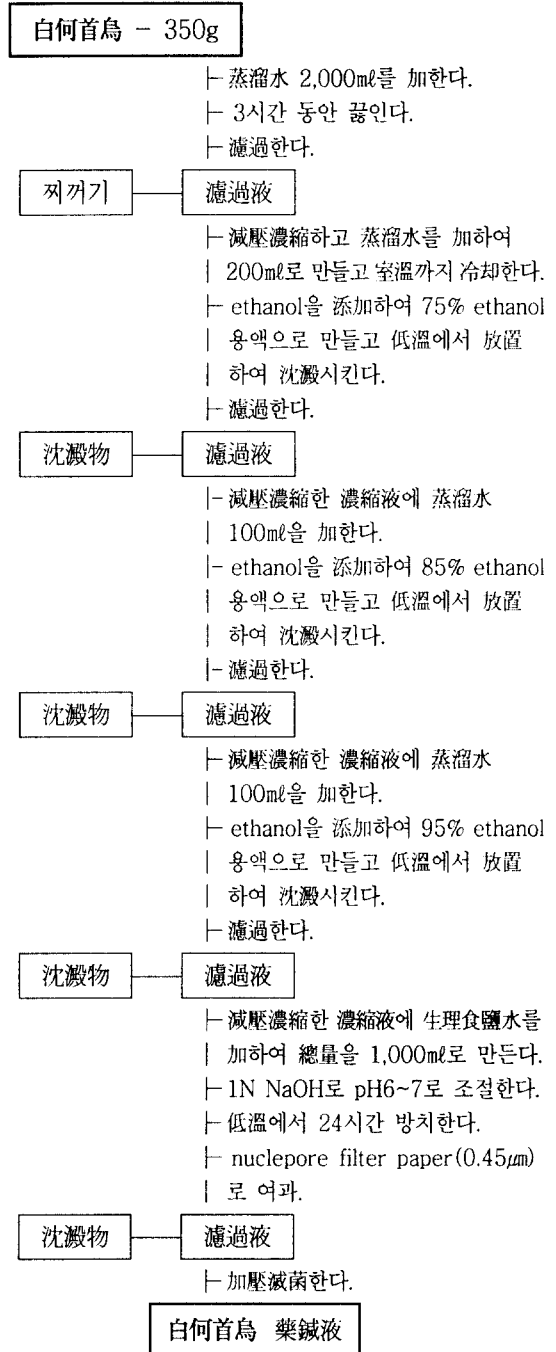 白何首烏 - 350g
├ 蒸溜水 2,000㎖를 加한다.
├ 3시간 동안 끓인다.
├ 濾過한다.
찌꺼기 濾過液
├ 減壓濃縮하고 蒸溜水를 加하여
| 200㎖로 만들고 室溫까지 冷却한다.
├ ethanol을 添加하여 75% ethanol
| 용액으로 만들고 低溫에서 放置
| 하여 沈澱시킨다.
├ 濾過한다.
沈澱物 濾過液
|- 減壓濃縮한 濃縮液에 蒸溜水
| 100㎖을 加한다.
|- ethanol을 添加하여 85% ethanol
| 용액으로 만들고 低溫에서 放置
| 하여 沈澱시킨다.
|- 濾過한다.
沈澱物 濾過液
├ 減壓濃縮한 濃縮液에 蒸溜水
| 100㎖을 加한다.
├ ethanol을 添加하여 95% ethanol
| 용액으로 만들고 低溫에서 放置
| 하여 沈澱시킨다.
├ 濾過한다.
沈澱物 濾過液
├ 減壓濃縮한 濃縮液에 生理食鹽水를
| 加하여 總量을 1,000㎖로 만든다.
├ 1N NaOH로 pH6~7로 조절한다.
├ 低溫에서 24시간 방치한다.
├ nuclepore filter paper(0.45㎛)
| 로 여과.
沈澱物 濾過液
├ 加壓滅菌한다.
白何首烏 藥鍼液